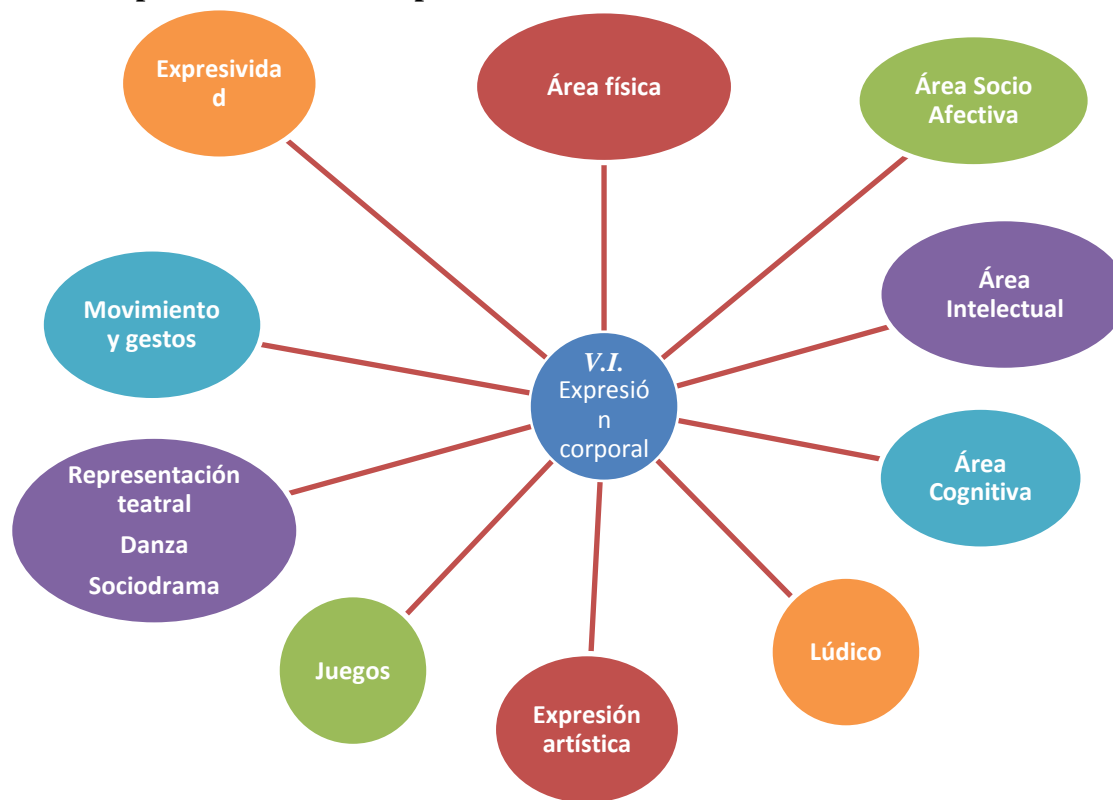 Expresivida
d
Área física
Área Socio
Afectiva
Movimiento
y gestos
Área
Intelectual
V.I.
Expresió
n
corporal
Representación
teatral
Danza
Sociodrama
Área
Cognitiva
Juegos
Lúdico
Expresión
artística